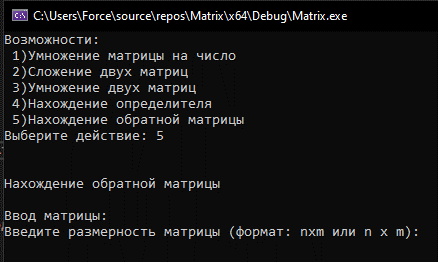 C:\Users\Force\source\repos\Matrix\x64\Debug\Matrix.exe
Возможности:
1)Умножение матрицы на число
2)Сложение двух матриц
3)Умножение двух матриц
4)Нахождение определителя
5)Нахождение обратной матрицы
Выберите действие: 5
Нахождение обратной матрицы
Ввод матрицы:
Введите размерность матрицы (формат: nxm или n x m):